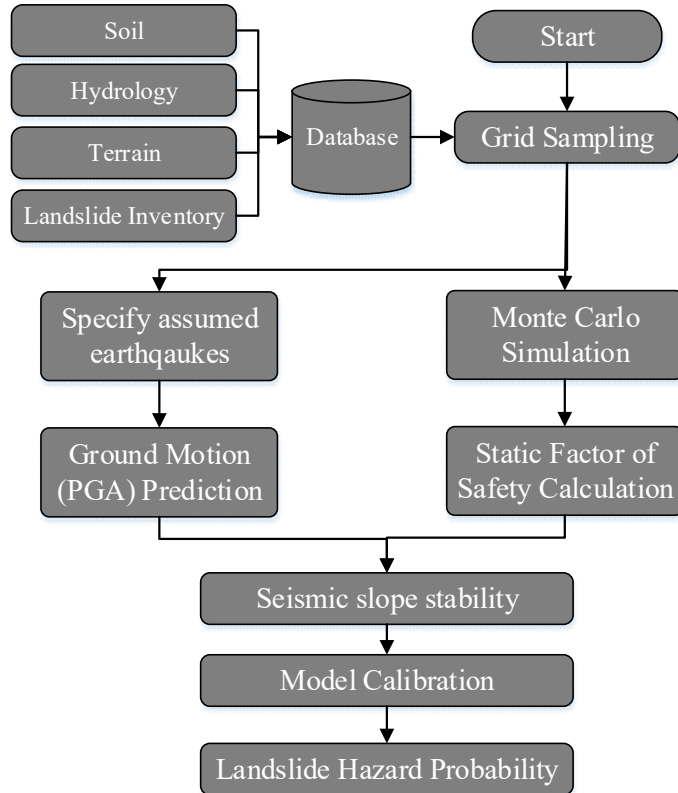 Soil
Hydrology
Terrain
Landslide Inventory
Database
Start
Grid Sampling
Specify assumed
earthqaukes
Monte Carlo
Simulation
Ground Motion
(PGA) Prediction
Static Factor of
Safety Calculation
Seismic slope stability
Model Calibration
Landslide Hazard Probability